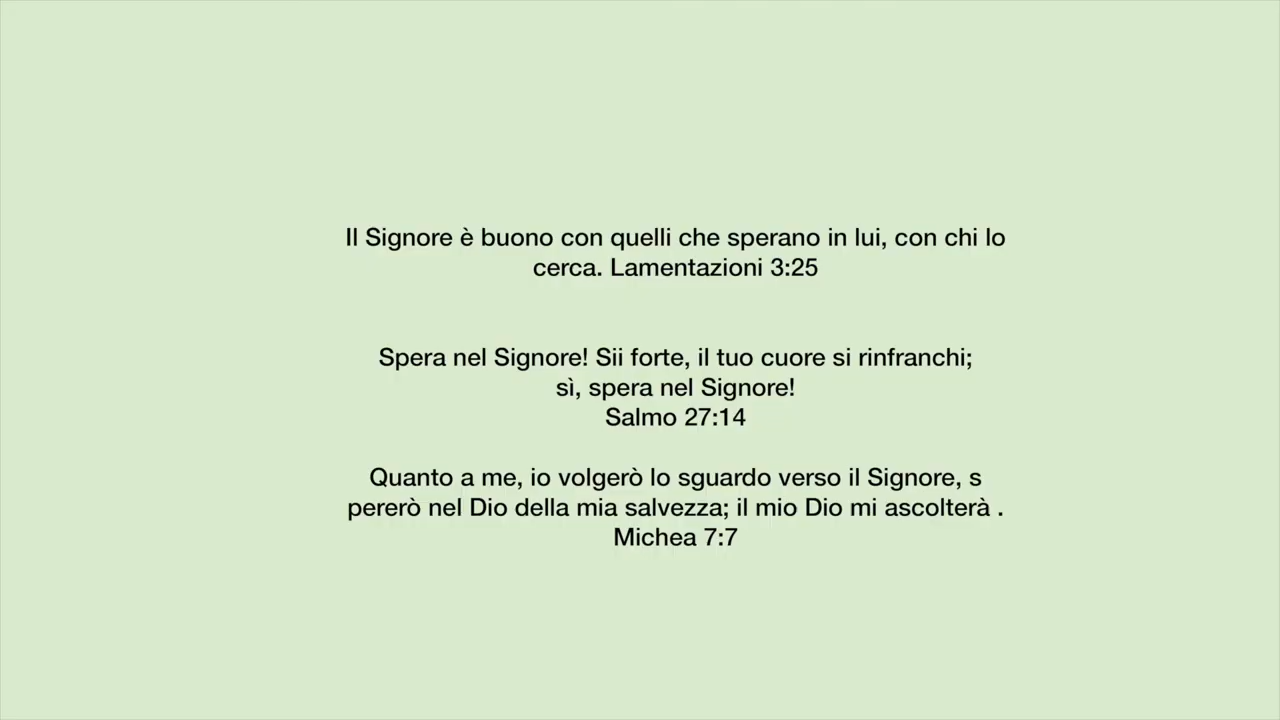 Il Signore è buono con quelli che sperano in lui, con chi lo
cerca. Lamentazioni 3:25
Spera nel Signore! Sii forte, il tuo cuore si rinfranchi;
sì, spera nel Signore!
Salmo 27:14
Quanto a me, io volgerò lo sguardo verso il Signore, s
pererò nel Dio della mia salvezza; il mio Dio mi ascolterà .
Michea 7:7